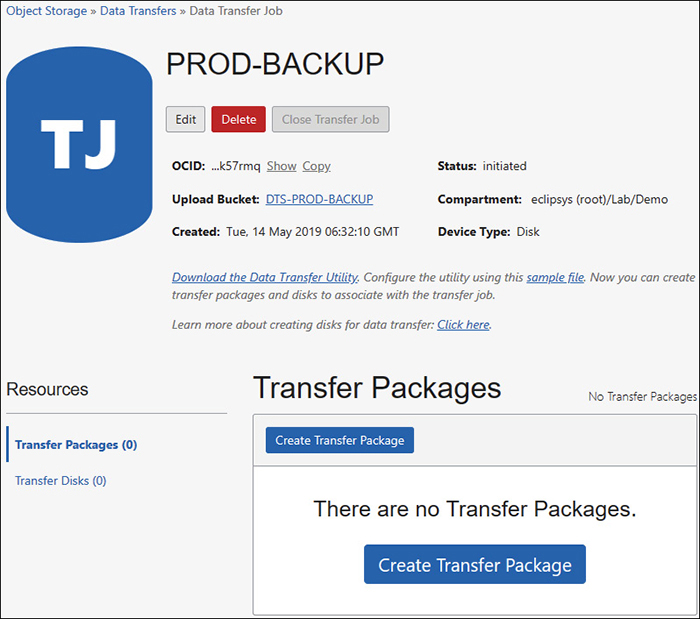 Object Storage » Data Transfers » Data Transfer Job
TJ
PROD-BACKUP
Edit Delete Close Transfer Job
OCID: ...k57rmq Show Copy
Status: initiated
Upload Bucket: DTS-PROD-BACKUP
Compartment: eclipsys (root)/Lab/Demo
Created: Tue, 14 May 2019 06:32:10 GMT
Device Type: Disk
Download the Data Transfer Utility. Configure the utility using this sample file. Now you can create
transfer packages and disks to associate with the transfer job.
Learn more about creating disks for data transfer: Click here.
Resources
Transfer Packages (0)
Transfer Disks (0)
Transfer Packages
No Transfer Packages
Create Transfer Package
There are no Transfer Packages.
Create Transfer Package